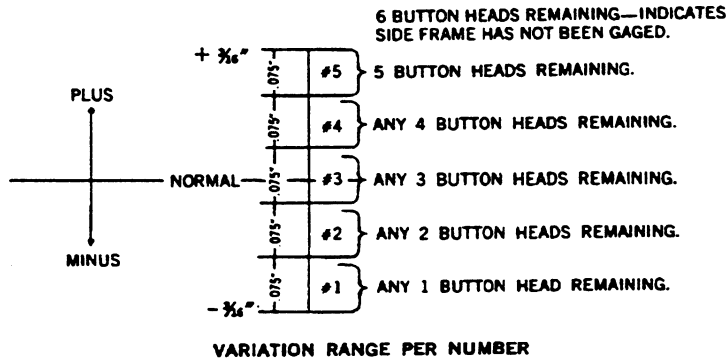 6 BUTTON HEADS REMAINING—INDICATES
SIDE FRAME HAS NOT BEEN GAGED.
+ 3/16"
.075"
#5
5 BUTTON HEADS REMAINING.
PLUS
.075"
#4
ANY 4 BUTTON HEADS REMAINING.
NORMAL
.075"
#3
ANY 3 BUTTON HEADS REMAINING.
.075"
#2
ANY 2 BUTTON HEADS REMAINING.
MINUS
.075"
#1
ANY 1 BUTTON HEAD REMAINING.
- 3/16"
VARIATION RANGE PER NUMBER